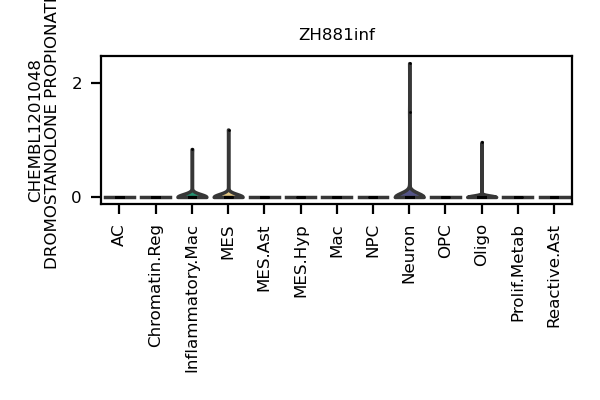 ZH881inf
CHEMBL1201048
DROMOSTANOLONE PROPIONAT
2
0
AC
Chromatin.Reg
Inflammatory.Mac
MES
MES.Ast
MES.Hyp
Mac
NPC
Neuron
OPC
Oligo
Prolif.Metab
Reactive.Ast